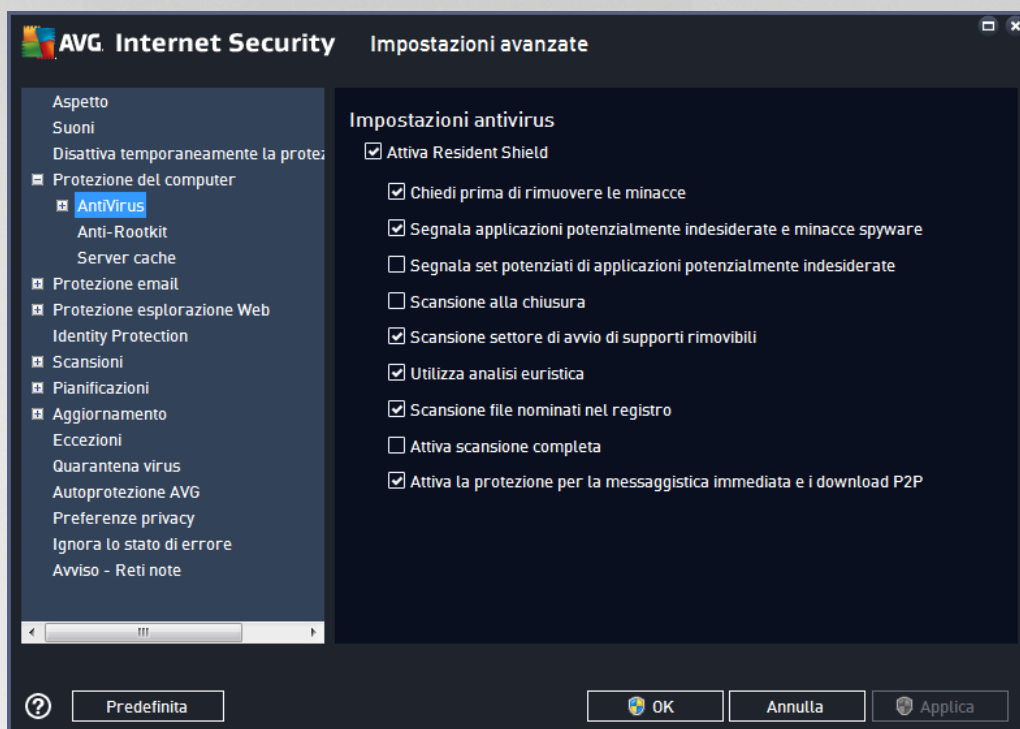 AVG. Internet Security Impostazioni avanzate
Aspetto
Suoni
Disattiva temporaneamente la protez
Protezione del computer
AntiVirus
Anti-Rootkit
Server cache
Protezione email
Protezione esplorazione Web
Identity Protection
Scansioni
Pianificazioni
Aggiornamento
Eccezioni
Quarantena virus
Autoprotezione AVG
Preferenze privacy
Ignora lo stato di errore
Avviso - Reti note
Impostazioni antivirus
Attiva Resident Shield
Chiedi prima di rimuovere le minacce
Segnala applicazioni potenzialmente indesiderate e minacce spyware
Segnala set potenziati di applicazioni potenzialmente indesiderate
Scansione alla chiusura
Scansione settore di avvio di supporti rimovibili
Utilizza analisi euristica
Scansione file nominati nel registro
Attiva scansione completa
Attiva la protezione per la messaggistica immediata e i download P2P
? Predefinita OK Annulla Applica